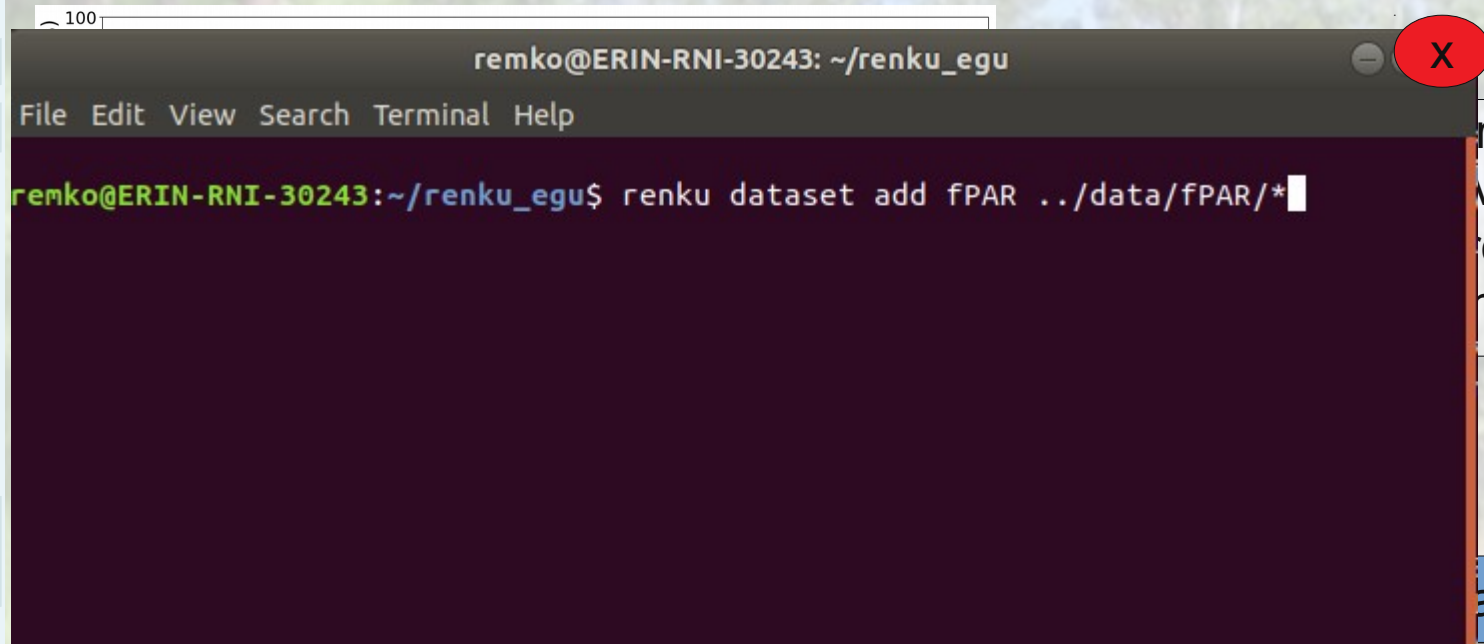 100
remko@ERIN-RNI-30243: ~/renku_egu
X
File Edit View Search Terminal Help
remko@ERIN-RNI-30243:~/renku_egu$ renku dataset add fPAR ../data/fPAR/*